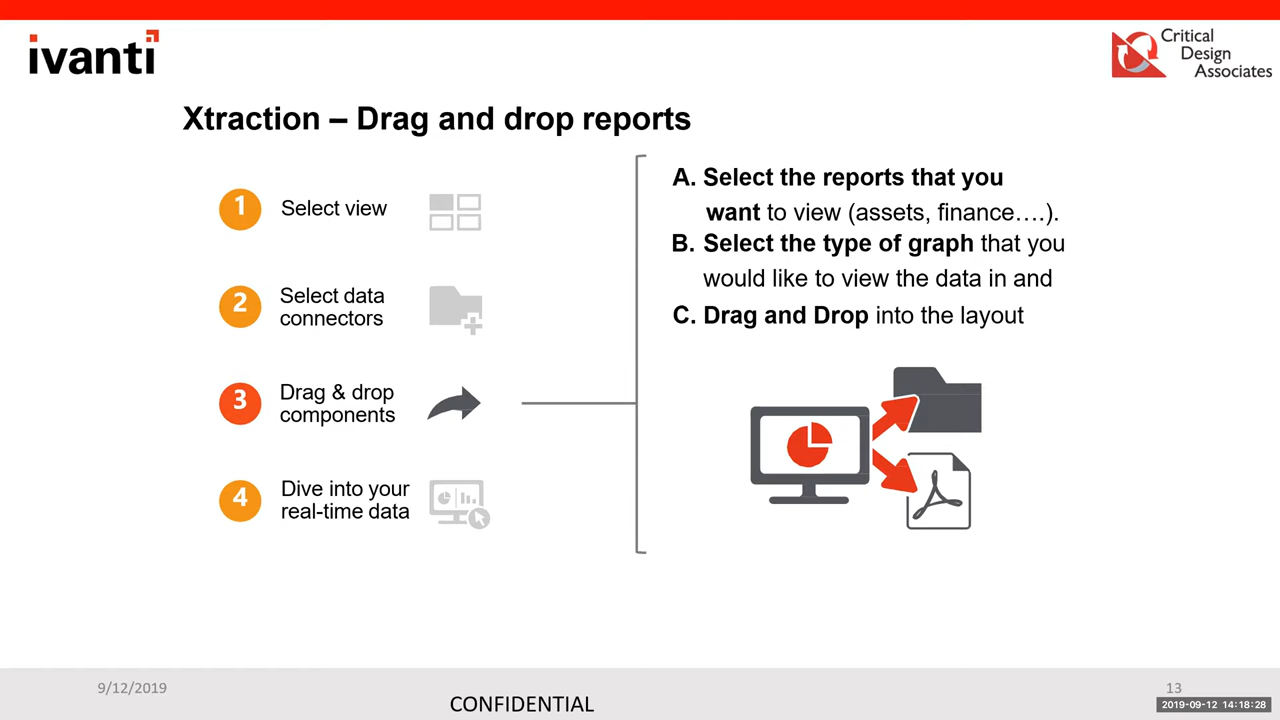 ivanti
Critical
Design
Associates
Xtraction – Drag and drop reports
1
Select view
2
Select data
connectors
3
Drag & drop
components
4
Dive into your
real-time data
A. Select the reports that you
want to view (assets, finance….).
B. Select the type of graph that you
would like to view the data in and
C. Drag and Drop into the layout
9/12/2019
CONFIDENTIAL
13
2019-09-12 14:18:28